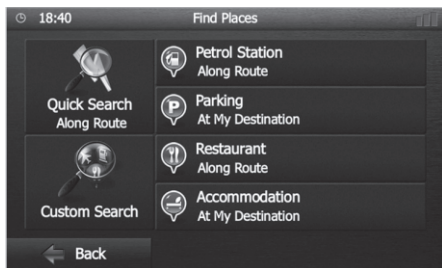 18:40 Find Places
Quick Search
Along Route
Custom Search
Petrol Station
Along Route
P Parking
At My Destination
Restaurant
Along Route
Accommodation
At My Destination
Back